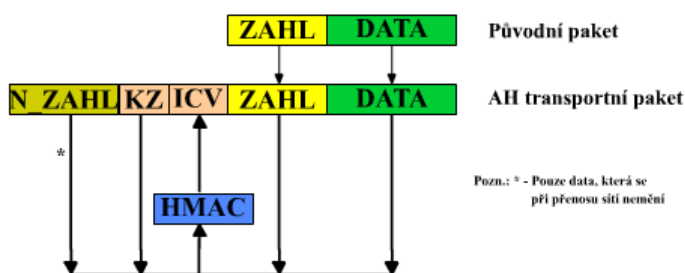 ZAHL DATA Původní paket
N_ZAHL KZ ICV ZAHL DATA AH transportní paket
*
Pozn.: * - Pouze data, která se
při přenosu sítí nemění
HMAC